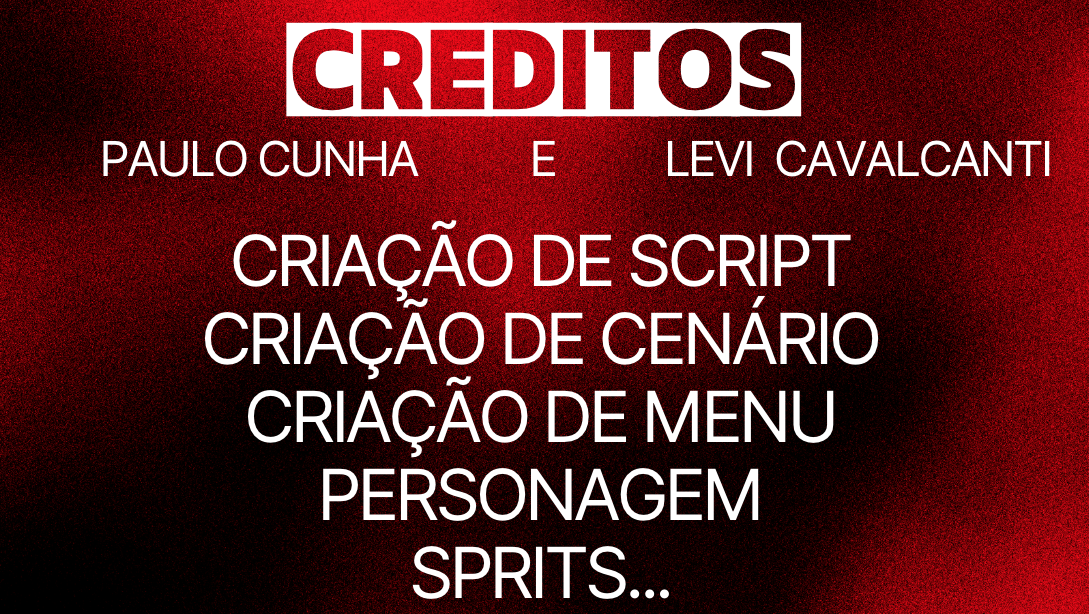 CREDITOS
PAULO CUNHA E LEVI CAVALCANTI
CRIAÇÃO DE SCRIPT
CRIAÇÃO DE CENÁRIO
CRIAÇÃO DE MENU
PERSONAGEM
SPRITS...